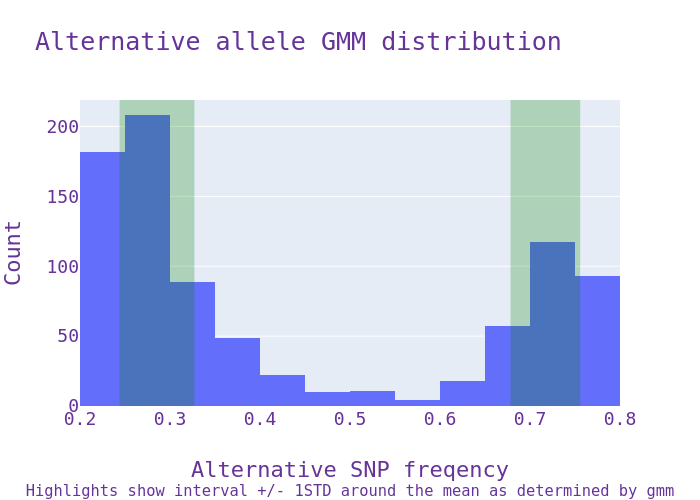 Alternative allele GMM distribution
200
150
100
50
0
Count
0.2 0.3 0.4 0.5 0.6 0.7 0.8
Alternative SNP freqency
Highlights show interval +/- 1STD around the mean as determined by gmm